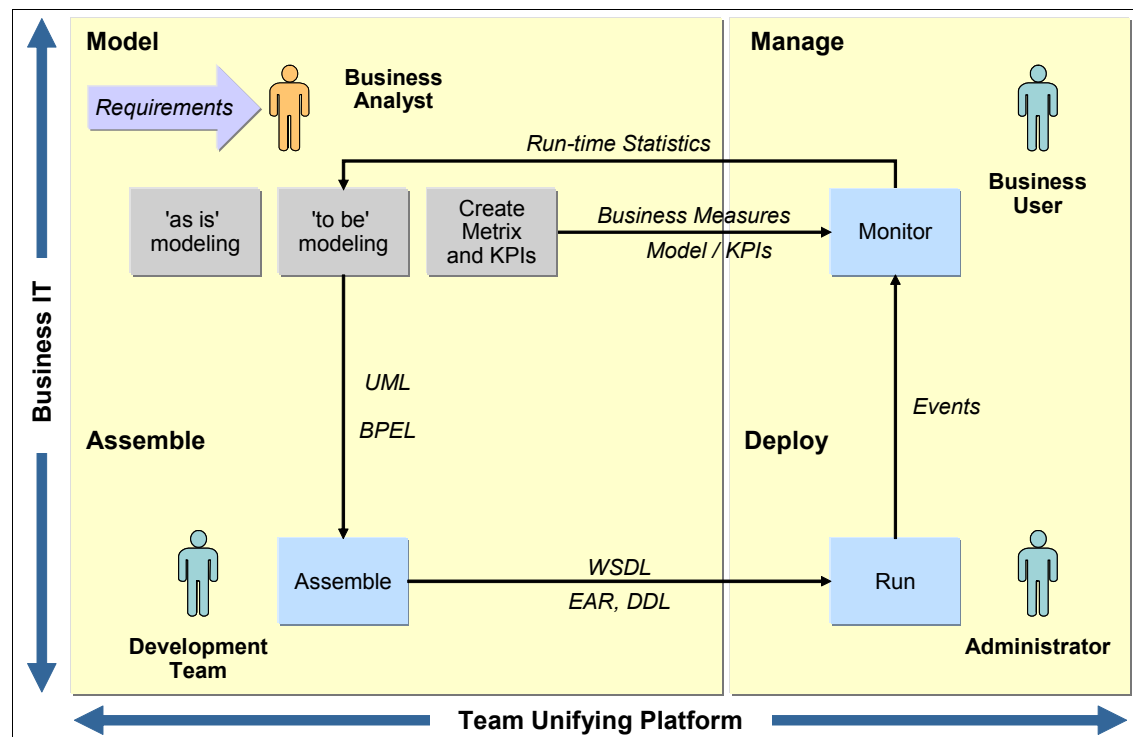 Model
Manage
Requirements
Business
Analyst
Run-time Statistics
Business
User
'as is'
modeling
'to be'
modeling
Create
Metrix
and KPIs
Business Measures
Model / KPIs
Monitor
Business IT
UML
BPEL
Events
Assemble
Deploy
Development
Team
Assemble
WSDL
EAR, DDL
Run
Administrator
Team Unifying Platform